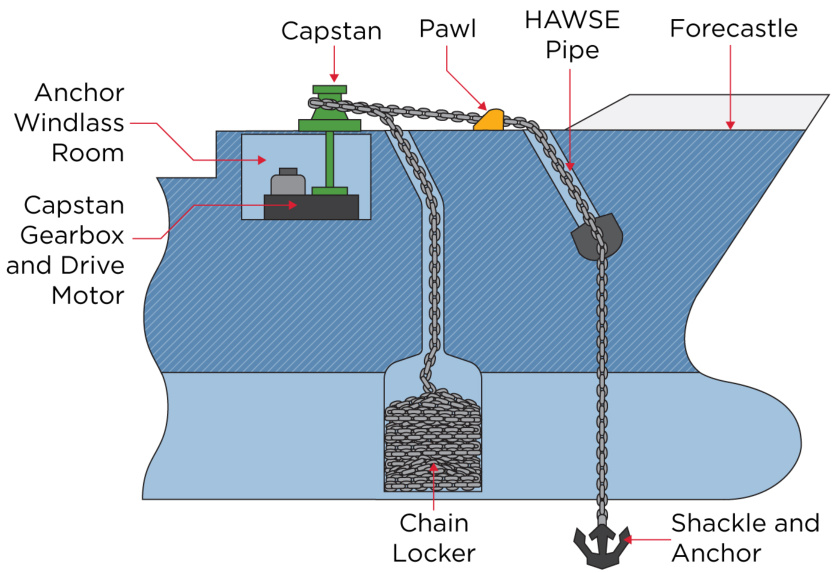 Capstan
Pawl
HAWSE
Pipe
Forecastle
Anchor
Windlass
Room
Capstan
Gearbox
and Drive
Motor
Chain
Locker
Shackle and
Anchor